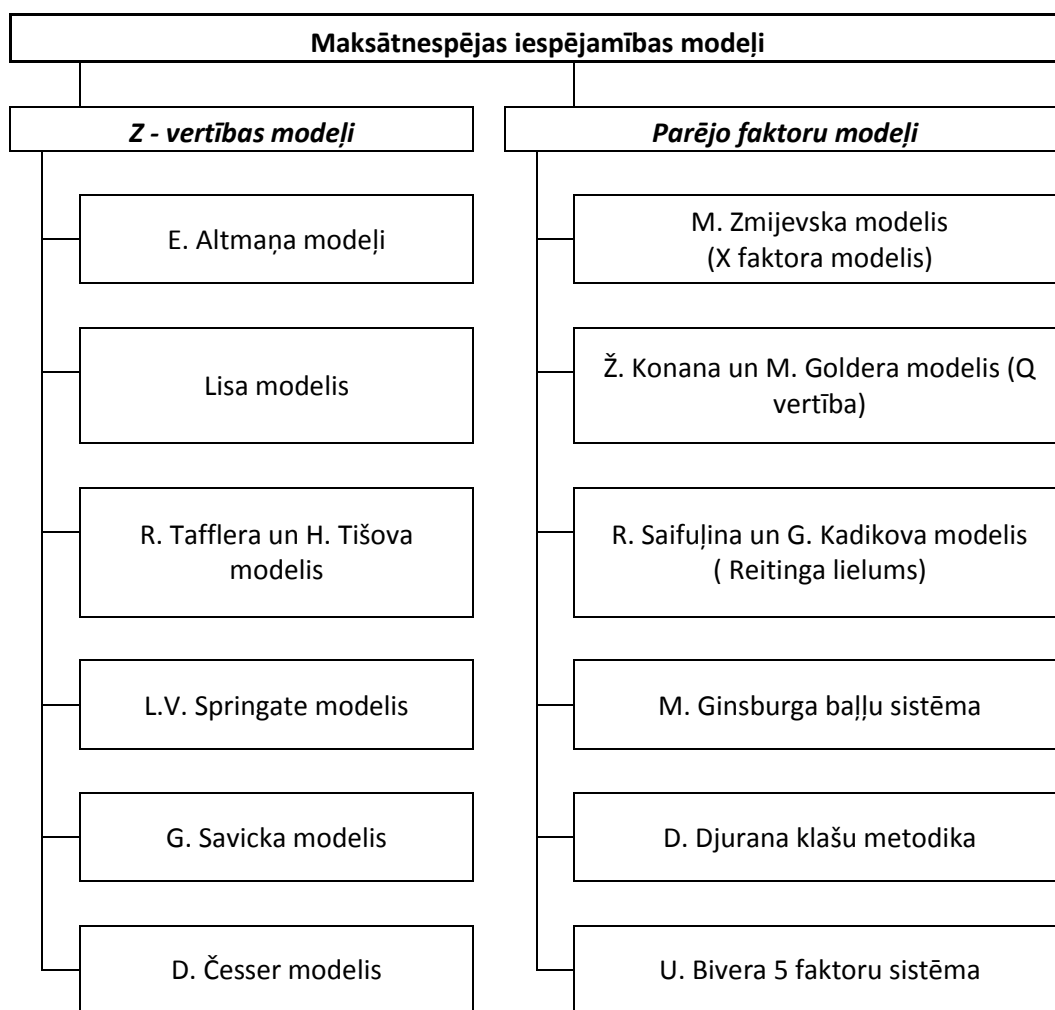 Maksātnespējas iespējamības modeļi
Z - vertības modeļi
E. Altmaņa modeļi
Lisa modelis
R. Tafflera un H. Tišova
modelis
L.V. Springate modelis
G. Savicka modelis
D. Česser modelis
Parējo faktoru modeļi
M. Zmijevska modelis
(X faktora modelis)
Ž. Konana un M. Goldera modelis (Q
vertība)
R. Saifuļina un G. Kadikova modelis
( Reitinga lielums)
M. Ginsburga baļļu sistēma
D. Djurana klašu metodika
U. Bivera 5 faktoru sistēma